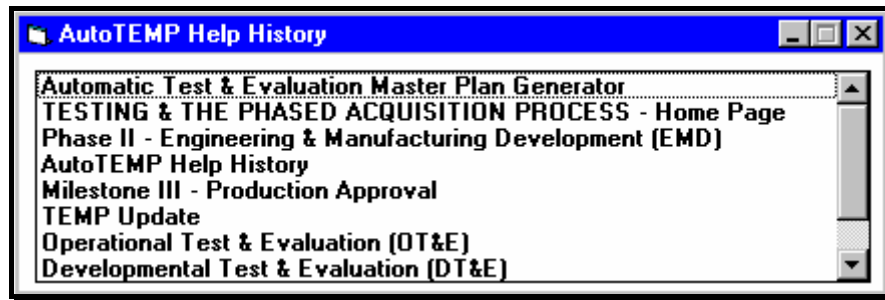 AutoTEMP Help History
Automatic Test & Evaluation Master Plan Generator
TESTING & THE PHASED ACQUISITION PROCESS - Home Page
Phase II - Engineering & Manufacturing Development (EMD)
AutoTEMP Help History
Milestone III - Production Approval
TEMP Update
Operational Test & Evaluation (OT&E)
Developmental Test & Evaluation (DT&E)